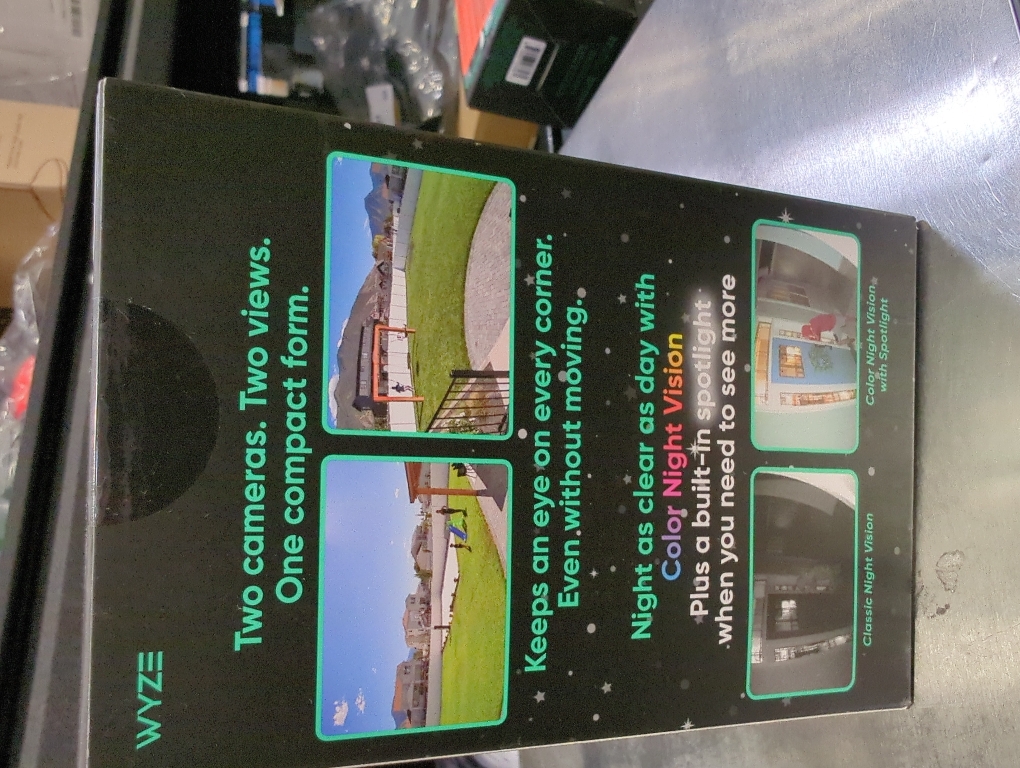 WYZE
Two cameras. Two views.
One compact form.
Keeps an eye on every corner.
Even without moving.
Night as clear as day with
Color Night Vision
Plus a built-in spotlight
when you need to see more
Classic Night Vision
Color Night Vision
with Spotlight